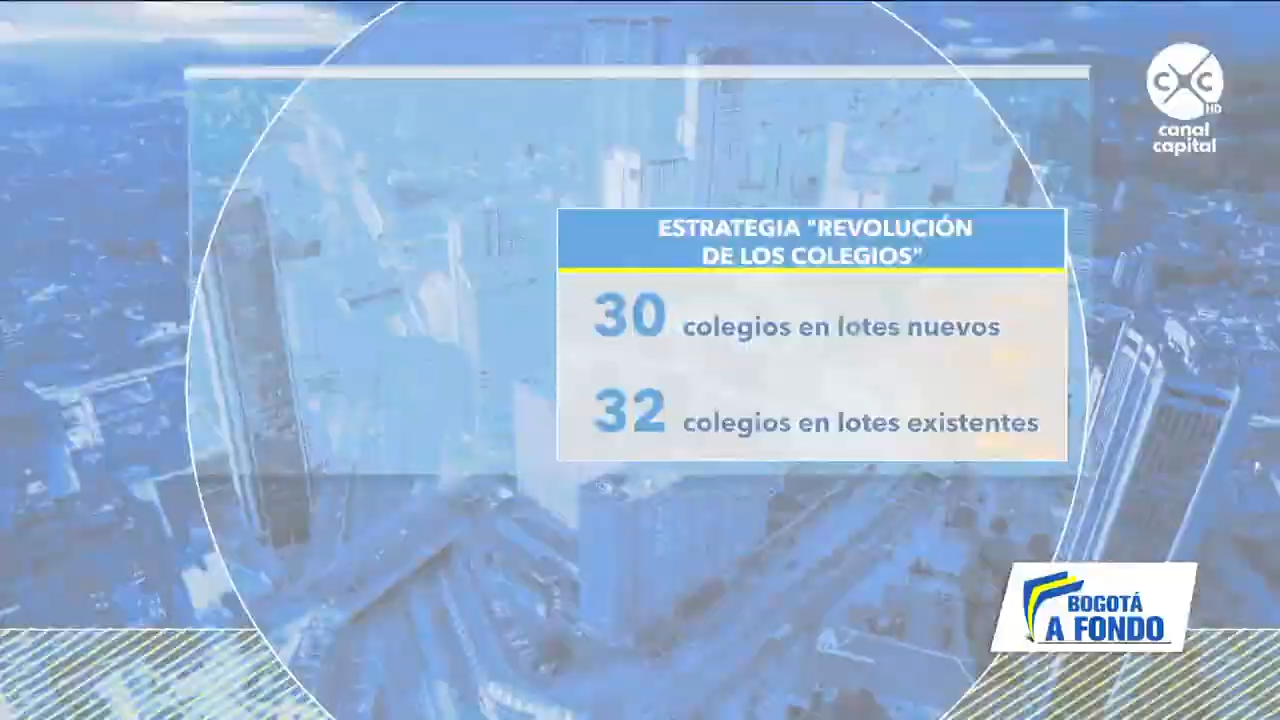 CXC
HD
canal
capital
ESTRATEGIA "REVOLUCIÓN
DE LOS COLEGIOS"
30 colegios en lotes nuevos
32 colegios en lotes existentes
BOGOTÁ
A FONDO